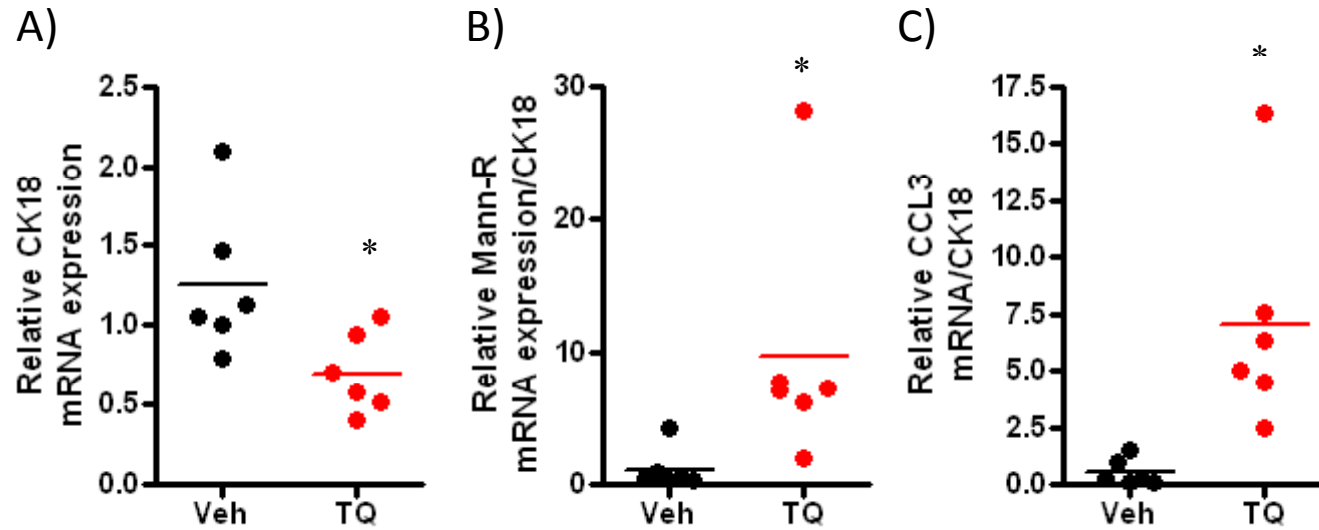 A)
Relative CK18
mRNA expression
2.5
2.0
1.5
1.0
0.5
0.0
*
Veh
TQ
B)
Relative Mann-R
mRNA expression/CK18
30
20
10
0
*
Veh
TQ
C)
Relative CCL3
mRNA/CK18
17.5
15.0
12.5
10.0
7.5
5.0
2.5
0.0
*
Veh
TQ